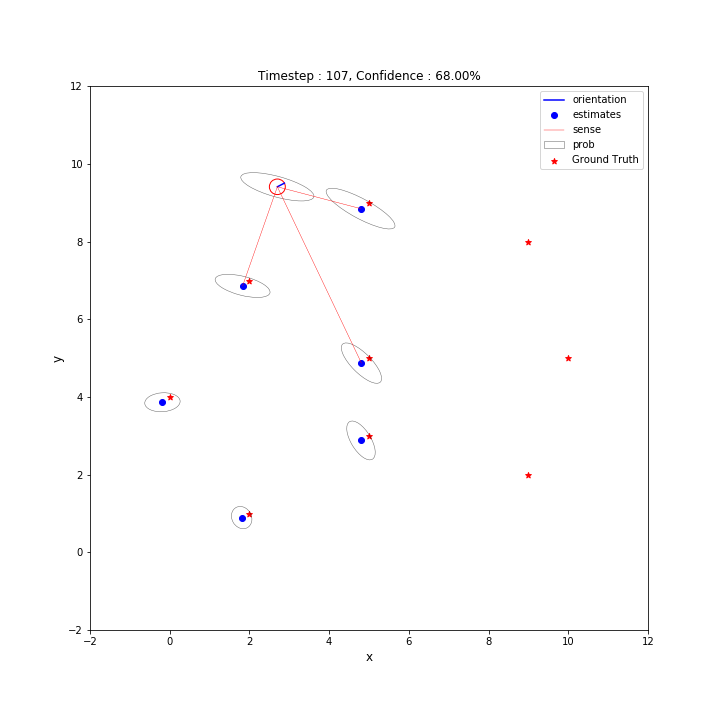 Timestep : 107, Confidence : 68.00%
orientation
estimates
sense
prob
Ground Truth
12
10
8
6
4
2
0
−2
y
−2 0 2 4 6 8 10 12
x